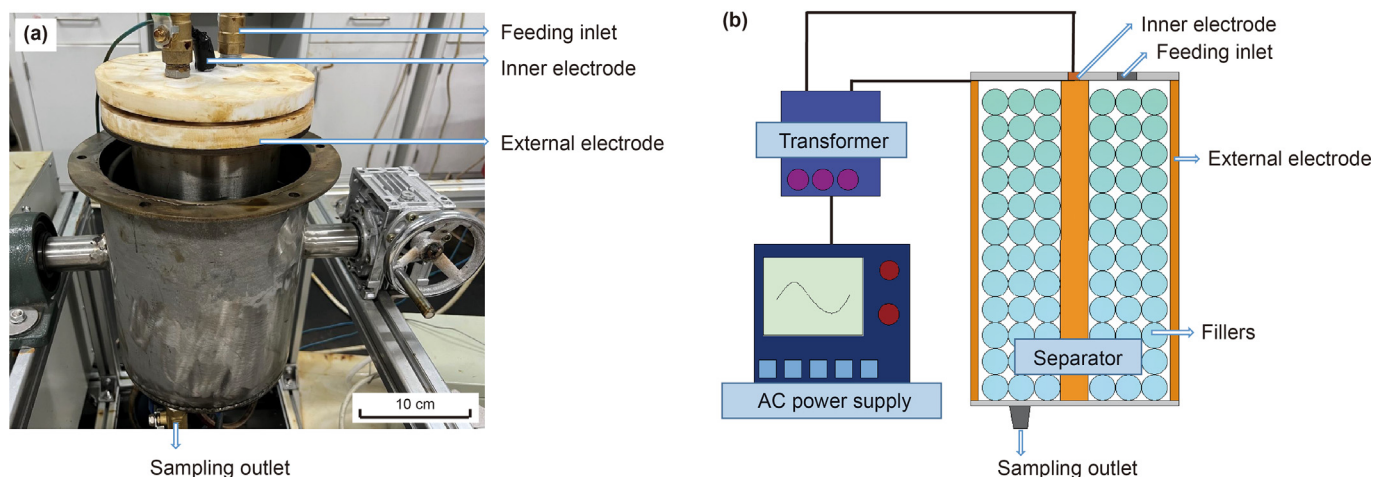 (a)
Feeding inlet
Inner electrode
External electrode
10 cm
Sampling outlet
(b)
Inner electrode
Feeding inlet
Transformer
External electrode
Fillers
Separator
AC power supply
Sampling outlet